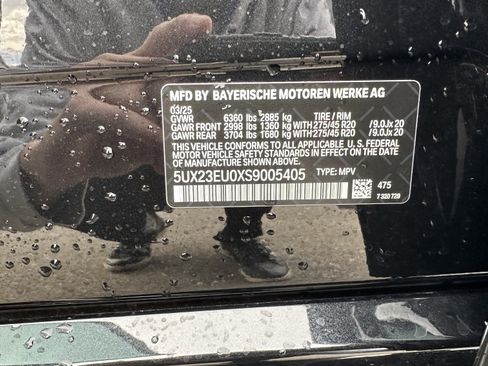 MFD BY BAYERISCHE MOTOREN WERKE AG
03/25
GVWR 6360 lbs 2885 kg TIRE / RIM
GAWR FRONT 2998 lbs 1360 kg WITH 275/45 R20 /9.0Jx 20
GAWR REAR 3704 lbs 1680 kg WITH 275/45 R20 /9.0Jx 20
THIS VEHICLE CONFORMS TO ALL APPLICABLE U. S. FEDERAL
MOTOR VEHICLE SAFETY STANDARDS IN EFFECT ON THE
DATE OF MANUFACTURE SHOWN ABOVE.
5UX23EU0XS9005405 TYPE: MPV
475
7 320 729